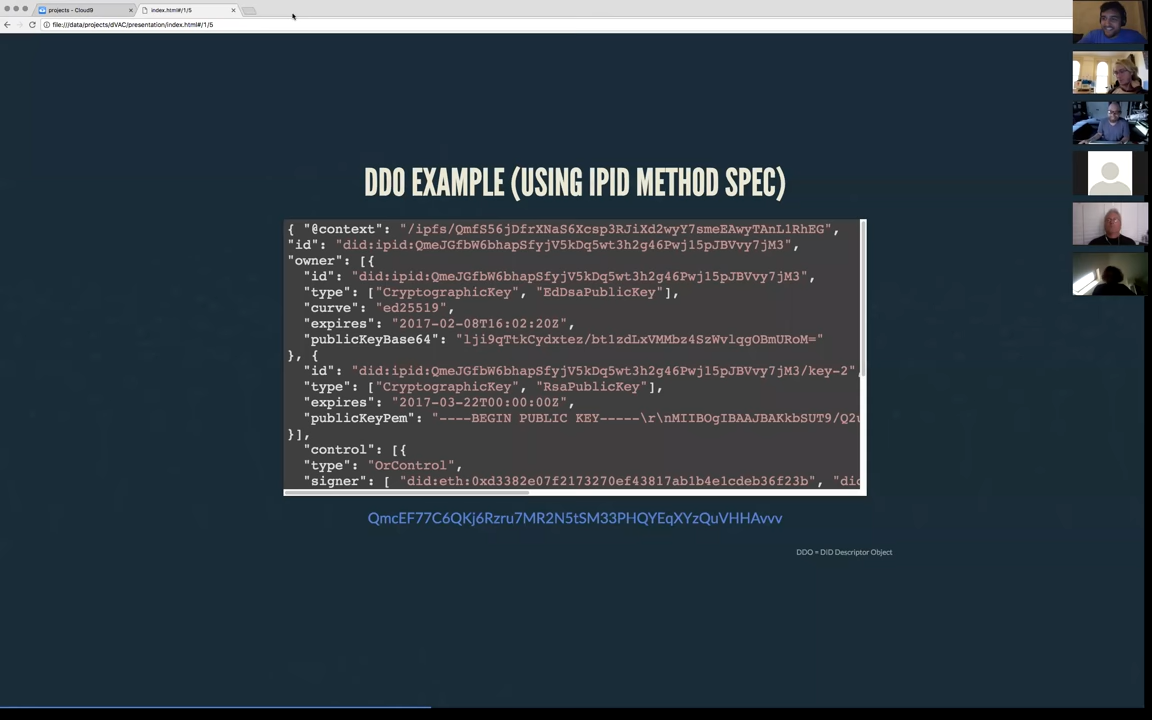 projects - Cloud9
index.html#/1/5
file:///data/projects/dVAC/presentation/index.html#/1/5
DDO EXAMPLE (USING IPID METHOD SPEC)
{ "@context": "/ipfs/QmfS56jDfrXNaS6Xcsp3RJiXd2wyY7smeEAwyTAnL1RhEG",
"id": "did:ipid:QmeJGfbW6bhapSfyjV5kDq5wt3h2g46Pwj15pJBVvy7jM3",
"owner": [{
"id": "did:ipid:QmeJGfbW6bhapSfyjV5kDq5wt3h2g46Pwj15pJBVvy7jM3",
"type": ["CryptographicKey", "EdDsaPublicKey"],
"curve": "ed25519",
"expires": "2017-02-08T16:02:20Z",
"publicKeyBase64": "lji9qTtkCydxtez/bt1zdLxVMMbz4SzWvlqgOBmURoM="
}, {
"id": "did:ipid:QmeJGfbW6bhapSfyjV5kDq5wt3h2g46Pwj15pJBVvy7jM3/key-2",
"type": ["CryptographicKey", "RsaPublicKey"],
"expires": "2017-03-22T00:00:00Z",
"publicKeyPem": "----BEGIN PUBLIC KEY-----\r\nMIIBOgIBAAJBAKkbSUT9/Q2
}],
"control": [{
"type": "OrControl",
"signer": [ "did:eth:0xd3382e07f2173270ef43817ab1b4e1cdeb36f23b", "did
QmcEF77C6QKj6Rzru7MR2N5tSM33PHQYEqXYzQuVHHAvvv
DDO = DID Descriptor Object